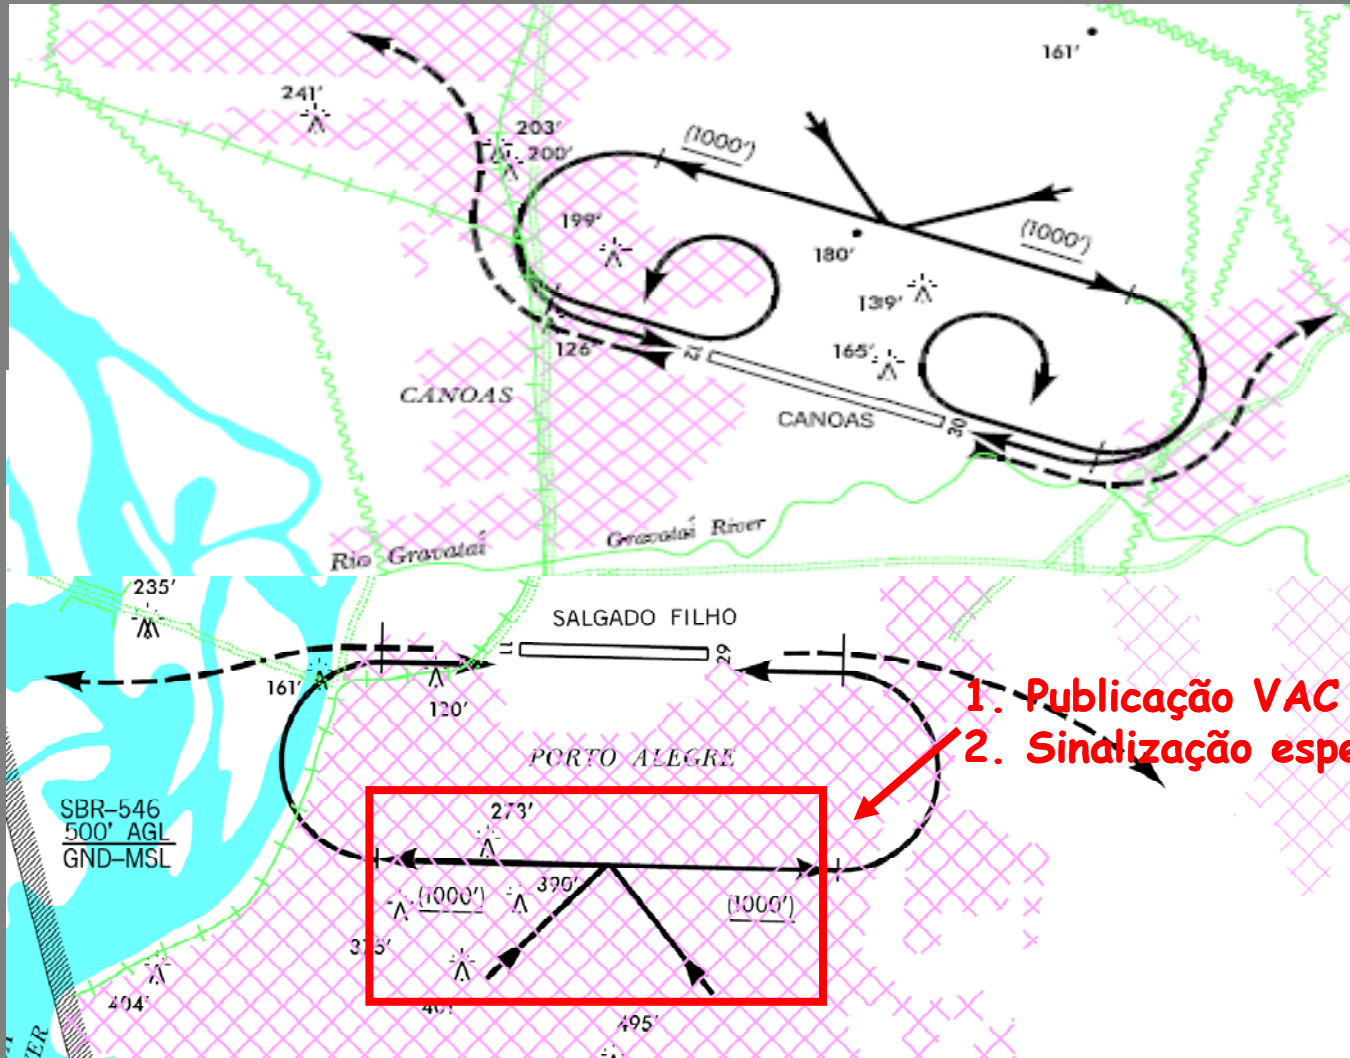 161'
241'
203'
200'
(1000')
199'
180'
(1000')
139'
165'
126'
12
CANOAS
CANOAS
30
Rio Gravataí
Gravataí River
235'
SALGADO FILHO
11
29
161'
120'
1. Publicação VAC
2. Sinalização espe
PORTO ALEGRE
SBR-546
500' AGL
GND-MSL
273'
390'
(1000')
(1000')
376'
404'
495'